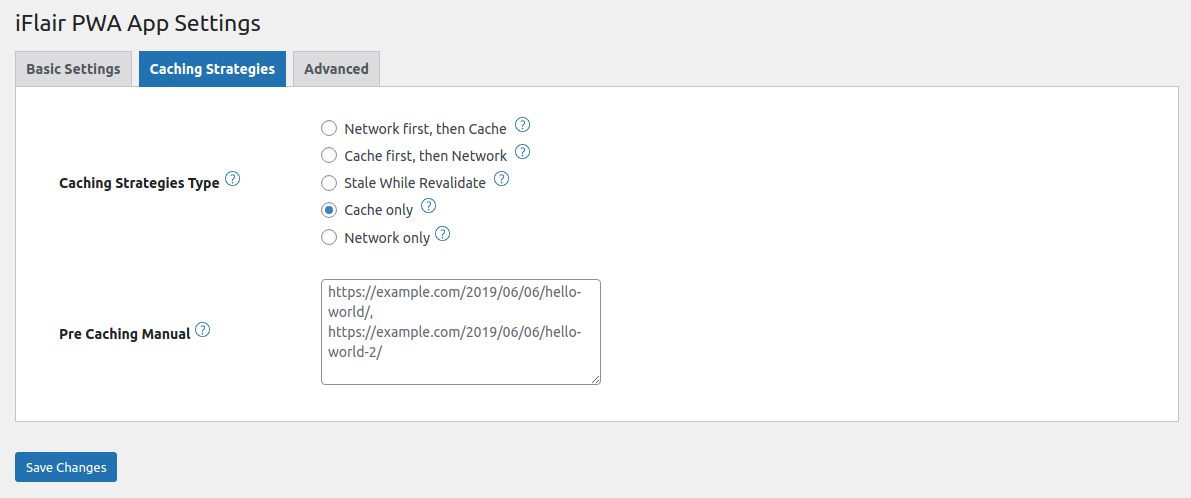 iFlair PWA App Settings
Basic Settings
Caching Strategies
Advanced
Caching Strategies Type ?
Network first, then Cache ?
Cache first, then Network ?
Stale While Revalidate ?
Cache only ?
Network only ?
Pre Caching Manual ?
https://example.com/2019/06/06/hello-
world/,
https://example.com/2019/06/06/hello-
world-2/
Save Changes